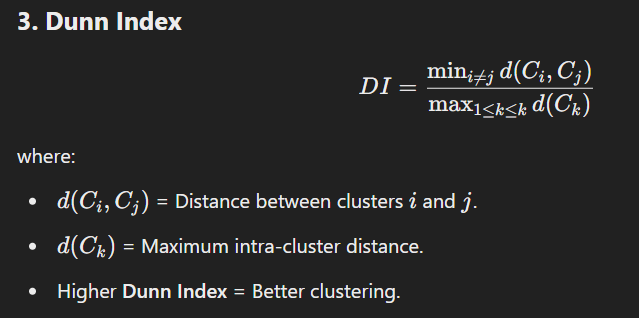 3. Dunn Index
DI = \frac{\min_{i \neq j} d(C_i, C_j)}{\max_{1 \leq k \leq k} d(C_k)}
where:
• d(C_i, C_j) = Distance between clusters i and j.
• d(C_k) = Maximum intra-cluster distance.
• Higher Dunn Index = Better clustering.